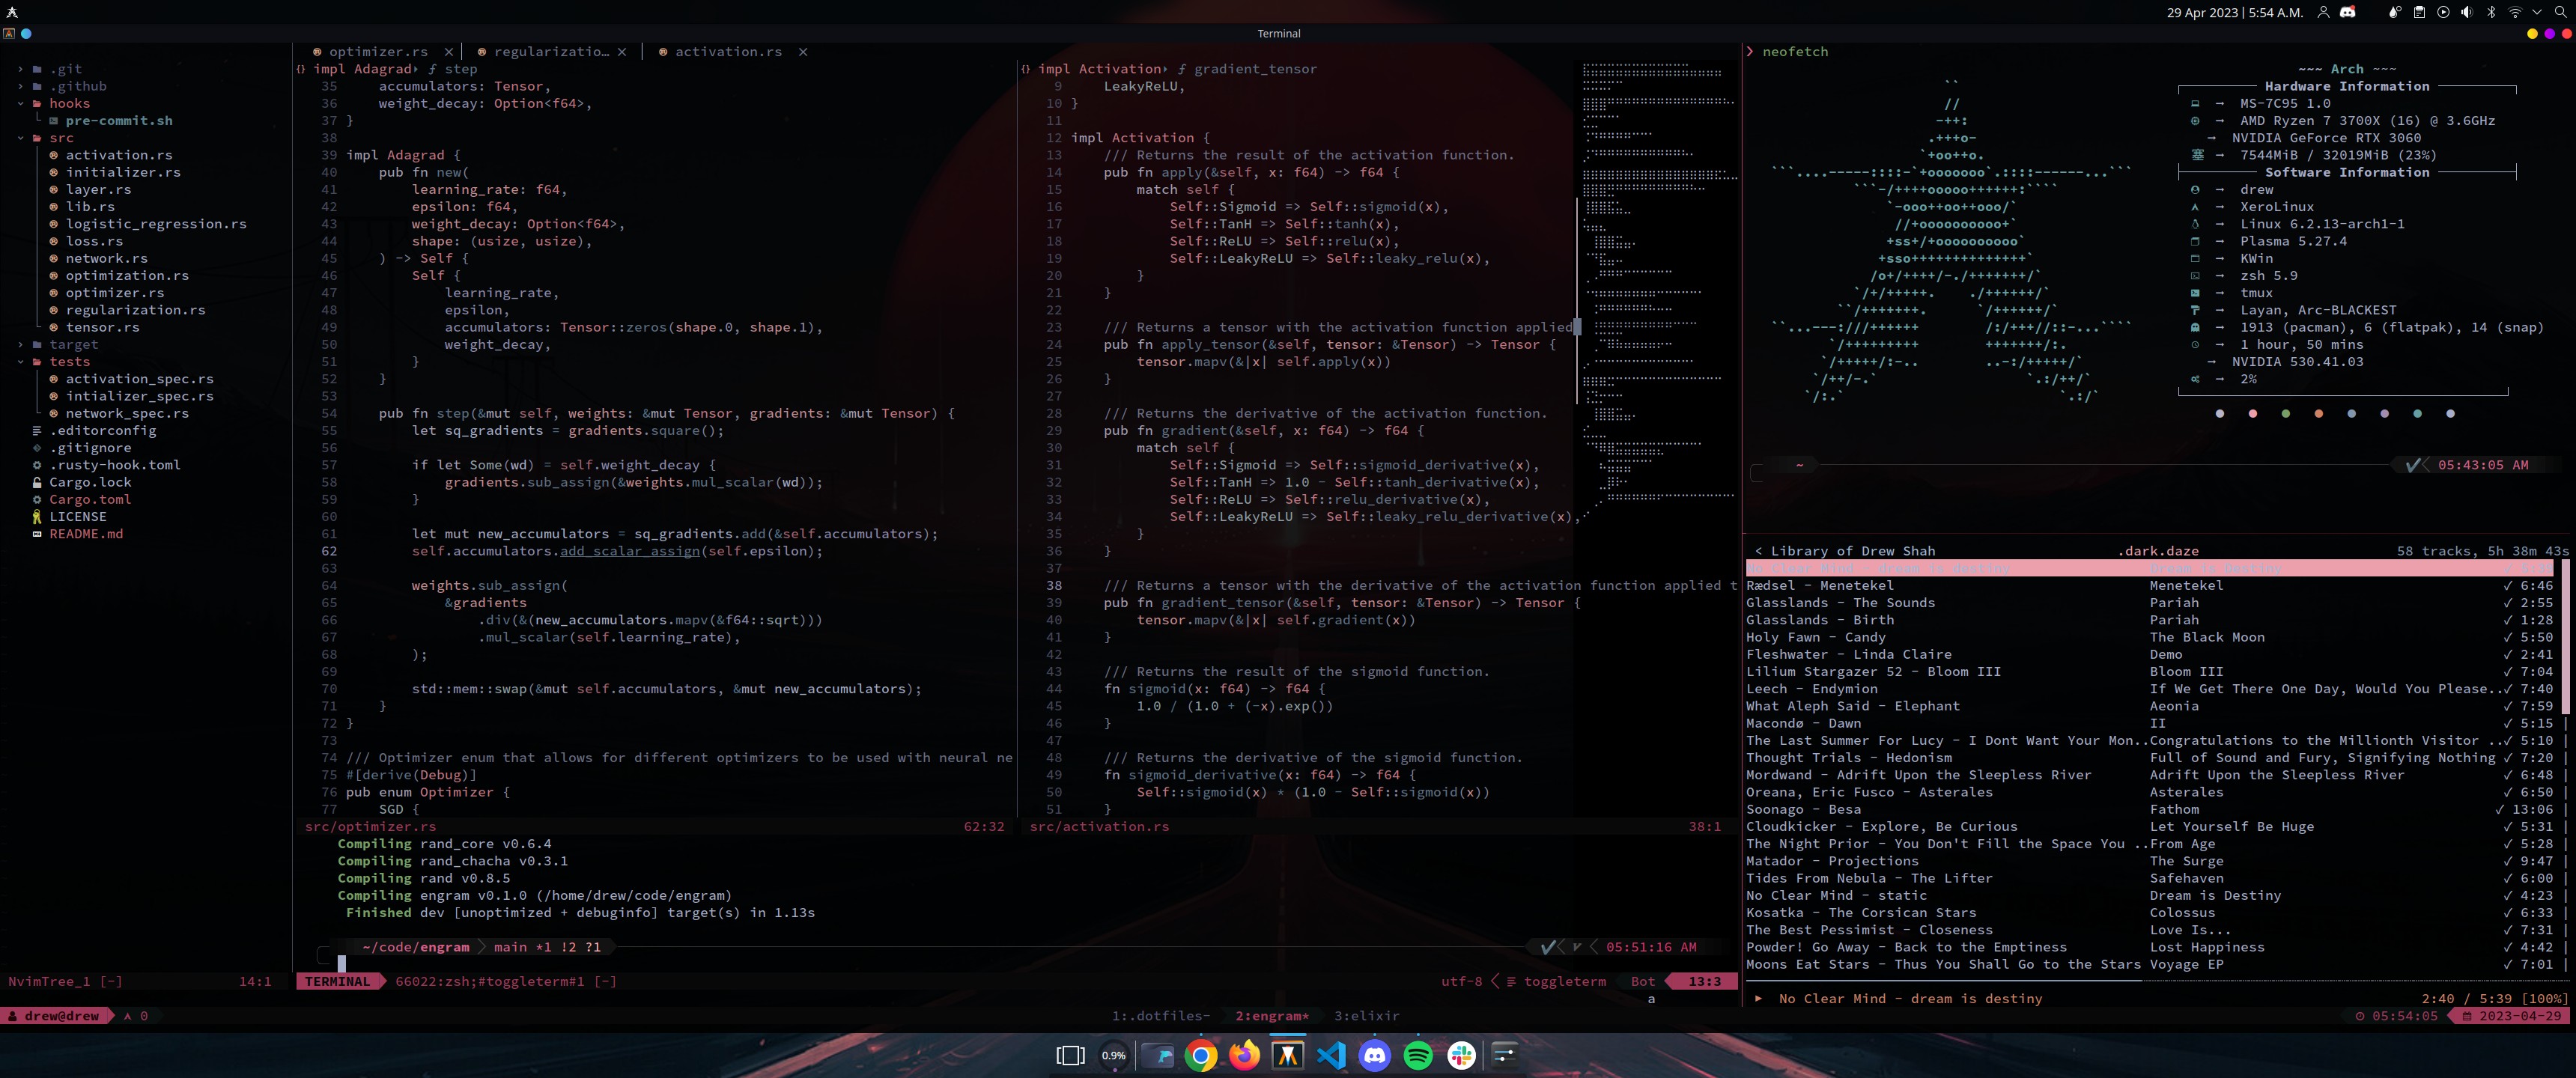 29 Apr 2023 | 5:54 A.M.
Terminal
.git
.github
hooks
pre-commit.sh
src
activation.rs
initializer.rs
layer.rs
lib.rs
logistic_regression.rs
loss.rs
network.rs
optimization.rs
optimizer.rs
regularization.rs
tensor.rs
target
tests
activation_spec.rs
intializer_spec.rs
network_spec.rs
.editorconfig
.gitignore
.rusty-hook.toml
Cargo.lock
Cargo.toml
LICENSE
README.md
NvimTree_1 [-] 14:1
optimizer.rs × regularizatio… × activation.rs ×
{} impl Adagrad › ƒ step
35     accumulators: Tensor,
36     weight_decay: Option<f64>,
37 }
38
39 impl Adagrad {
40     pub fn new(
41         learning_rate: f64,
42         epsilon: f64,
43         weight_decay: Option<f64>,
44         shape: (usize, usize),
45     ) -> Self {
46         Self {
47             learning_rate,
48             epsilon,
49             accumulators: Tensor::zeros(shape.0, shape.1),
50             weight_decay,
51         }
52     }
53
54     pub fn step(&mut self, weights: &mut Tensor, gradients: &mut Tensor) {
55         let sq_gradients = gradients.square();
56
57         if let Some(wd) = self.weight_decay {
58             gradients.sub_assign(&weights.mul_scalar(wd));
59         }
60
61         let mut new_accumulators = sq_gradients.add(&self.accumulators);
62         self.accumulators.add_scalar_assign(self.epsilon);
63
64         weights.sub_assign(
65             &gradients
66                 .div(&(new_accumulators.mapv(&f64::sqrt)))
67                 .mul_scalar(self.learning_rate),
68         );
69
70         std::mem::swap(&mut self.accumulators, &mut new_accumulators);
71     }
72 }
73
74 /// Optimizer enum that allows for different optimizers to be used with neural ne
75 #[derive(Debug)]
76 pub enum Optimizer {
77     SGD {
src/optimizer.rs 62:32
{} impl Activation › ƒ gradient_tensor
9     LeakyReLU,
10 }
11
12 impl Activation {
13     /// Returns the result of the activation function.
14     pub fn apply(&self, x: f64) -> f64 {
15         match self {
16             Self::Sigmoid => Self::sigmoid(x),
17             Self::TanH => Self::tanh(x),
18             Self::ReLU => Self::relu(x),
19             Self::LeakyReLU => Self::leaky_relu(x),
20         }
21     }
22
23     /// Returns a tensor with the activation function applied
24     pub fn apply_tensor(&self, tensor: &Tensor) -> Tensor {
25         tensor.mapv(&|x| self.apply(x))
26     }
27
28     /// Returns the derivative of the activation function.
29     pub fn gradient(&self, x: f64) -> f64 {
30         match self {
31             Self::Sigmoid => Self::sigmoid_derivative(x),
32             Self::TanH => 1.0 - Self::tanh_derivative(x),
33             Self::ReLU => Self::relu_derivative(x),
34             Self::LeakyReLU => Self::leaky_relu_derivative(x),
35         }
36     }
37
38     /// Returns a tensor with the derivative of the activation function applied t
39     pub fn gradient_tensor(&self, tensor: &Tensor) -> Tensor {
40         tensor.mapv(&|x| self.gradient(x))
41     }
42
43     /// Returns the result of the sigmoid function.
44     fn sigmoid(x: f64) -> f64 {
45         1.0 / (1.0 + (-x).exp())
46     }
47
48     /// Returns the derivative of the sigmoid function.
49     fn sigmoid_derivative(x: f64) -> f64 {
50         Self::sigmoid(x) * (1.0 - Self::sigmoid(x))
51     }
src/activation.rs 38:1
Compiling rand_core v0.6.4
Compiling rand_chacha v0.3.1
Compiling rand v0.8.5
Compiling engram v0.1.0 (/home/drew/code/engram)
Finished dev [unoptimized + debuginfo] target(s) in 1.13s
~/code/engram main *1 !2 ?1 05:51:16 AM
TERMINAL 66022:zsh;#toggleterm#1 [-] utf-8 toggleterm Bot 13:3
a
❯ neofetch
~~~ Arch ~~~
Hardware Information
MS-7C95 1.0
AMD Ryzen 7 3700X (16) @ 3.6GHz
NVIDIA GeForce RTX 3060
7544MiB / 32019MiB (23%)
Software Information
drew
XeroLinux
Linux 6.2.13-arch1-1
Plasma 5.27.4
KWin
zsh 5.9
tmux
Layan, Arc-BLACKEST
1913 (pacman), 6 (flatpak), 14 (snap)
1 hour, 50 mins
NVIDIA 530.41.03
2%
~ 05:43:05 AM
< Library of Drew Shah .dark.daze 58 tracks, 5h 38m 43s
No Clear Mind - dream is destiny Dream is Destiny
Rædsel - Menetekel Menetekel ✓ 6:46
Glasslands - The Sounds Pariah ✓ 2:55
Glasslands - Birth Pariah ✓ 1:28
Holy Fawn - Candy The Black Moon ✓ 5:50
Fleshwater - Linda Claire Demo ✓ 2:41
Lilium Stargazer 52 - Bloom III Bloom III ✓ 7:04
Leech - Endymion If We Get There One Day, Would You Please..✓ 7:40
What Aleph Said - Elephant Aeonia ✓ 7:59
Macondø - Dawn II ✓ 5:15
The Last Summer For Lucy - I Dont Want Your Mon..Congratulations to the Millionth Visitor ..✓ 5:10
Thought Trials - Hedonism Full of Sound and Fury, Signifying Nothing ✓ 7:20
Mordwand - Adrift Upon the Sleepless River Adrift Upon the Sleepless River ✓ 6:48
Oreana, Eric Fusco - Asterales Asterales ✓ 6:50
Soonago - Besa Fathom ✓ 13:06
Cloudkicker - Explore, Be Curious Let Yourself Be Huge ✓ 5:31
The Night Prior - You Don't Fill the Space You ..From Age ✓ 5:28
Matador - Projections The Surge ✓ 9:47
Tides From Nebula - The Lifter Safehaven ✓ 6:00
No Clear Mind - static Dream is Destiny ✓ 4:23
Kosatka - The Corsican Stars Colossus ✓ 6:33
The Best Pessimist - Closeness Love Is... ✓ 7:31
Powder! Go Away - Back to the Emptiness Lost Happiness ✓ 4:42
Moons Eat Stars - Thus You Shall Go to the Stars Voyage EP ✓ 7:01
▶ No Clear Mind - dream is destiny 2:40 / 5:39 [100%]
drew@drew 0 1:.dotfiles- 2:engram* 3:elixir 05:54:05 2023-04-29
0.9%